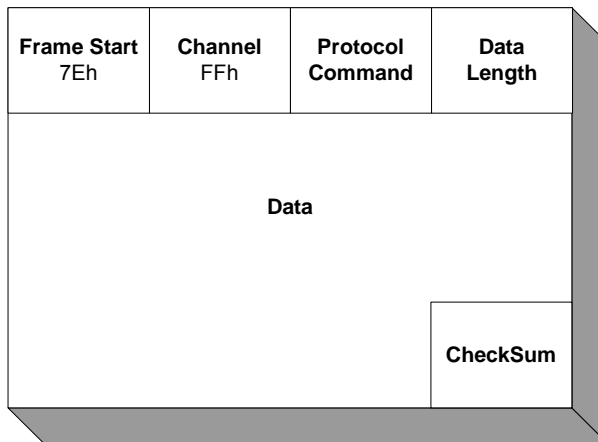 Frame Start
7Eh
Channel
FFh
Protocol
Command
Data
Length
Data
CheckSum